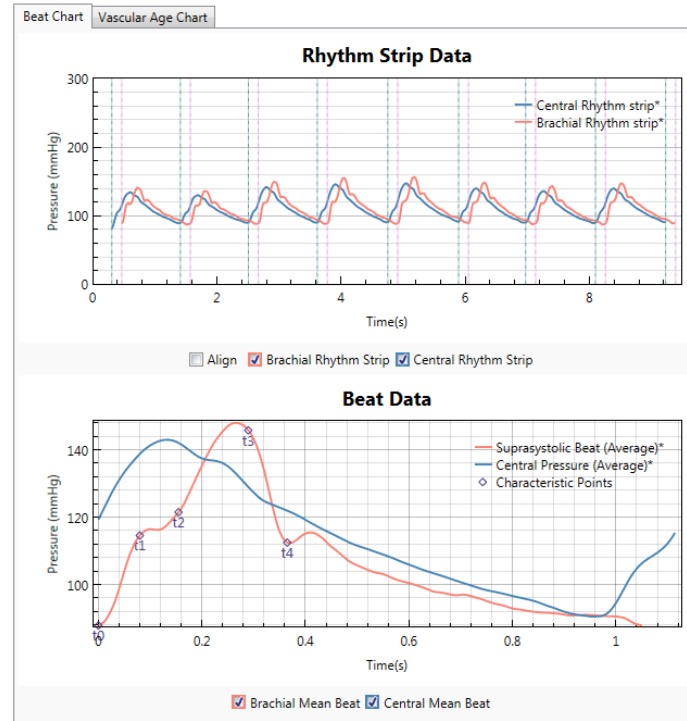 Beat Chart Vascular Age Chart
Rhythm Strip Data
300
Central Rhythm strip*
Brachial Rhythm strip*
200
Pressure (mmHg)
100
0
0 2 4 6 8
Time(s)
Align Brachial Rhythm Strip Central Rhythm Strip
Beat Data
Suprasystolic Beat (Average)*
Central Pressure (Average)*
Characteristic Points
140
120
100
Pressure (mmHg)
t0
t1
t2
t3
t4
0.2 0.4 0.6 0.8 1
Time(s)
Brachial Mean Beat Central Mean Beat